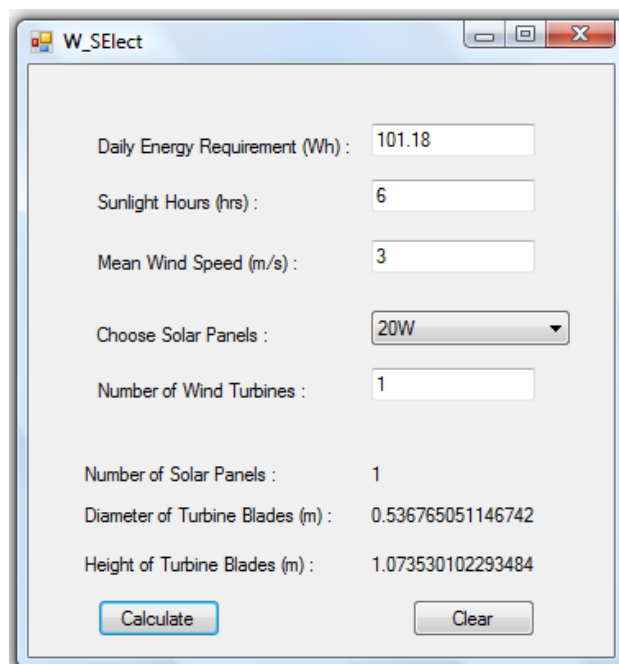 W_SElect
Daily Energy Requirement (Wh) : 101.18
Sunlight Hours (hrs) : 6
Mean Wind Speed (m/s) : 3
Choose Solar Panels : 20W
Number of Wind Turbines : 1
Number of Solar Panels : 1
Diameter of Turbine Blades (m) : 0.536765051146742
Height of Turbine Blades (m) : 1.073530102293484
Calculate Clear